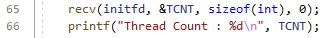 65 recv(initfd, &TCNT, sizeof(int), 0);
66 printf("Thread Count : %d\n", TCNT);